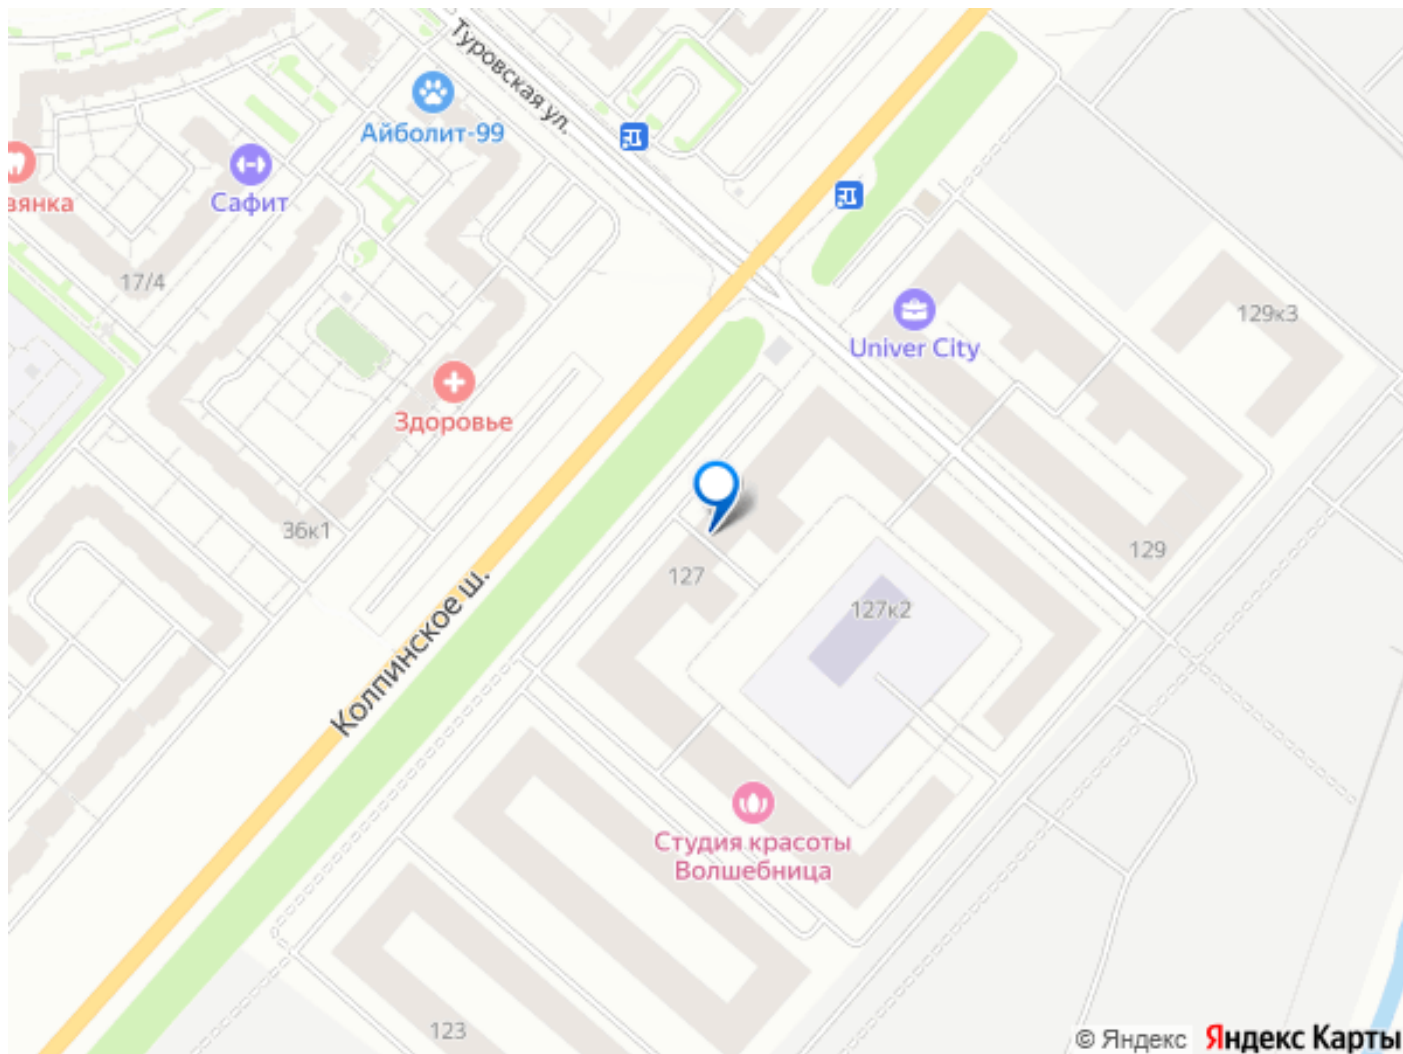 Туровская ул.
Айболит-99
вянка
Сафит
17/4
129к3
Univer City
Здоровье
36к1
129
127
127к2
Колпинское ш.
Студия красоты
Волшебница
123
© Яндекс Яндекс Карты